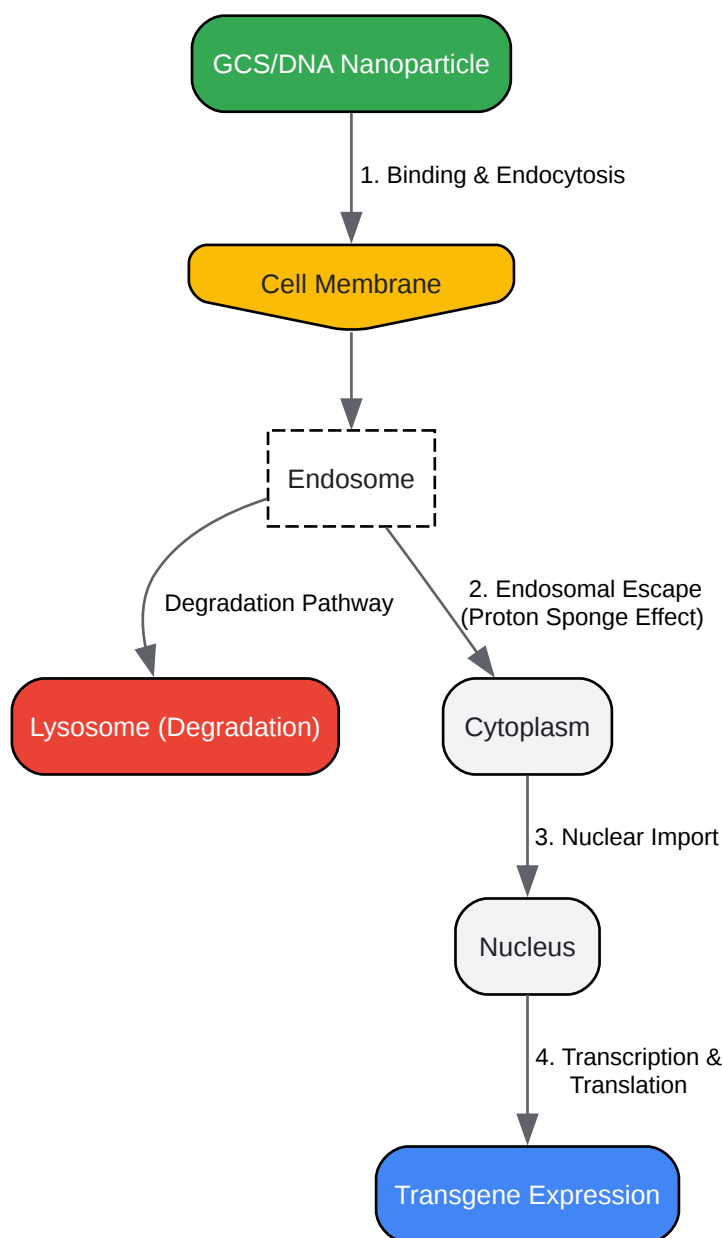 GCS/DNA Nanoparticle
1. Binding & Endocytosis
Cell Membrane
Endosome
Degradation Pathway
2. Endosomal Escape
(Proton Sponge Effect)
Lysosome (Degradation)
Cytoplasm
3. Nuclear Import
Nucleus
4. Transcription &
Translation
Transgene Expression